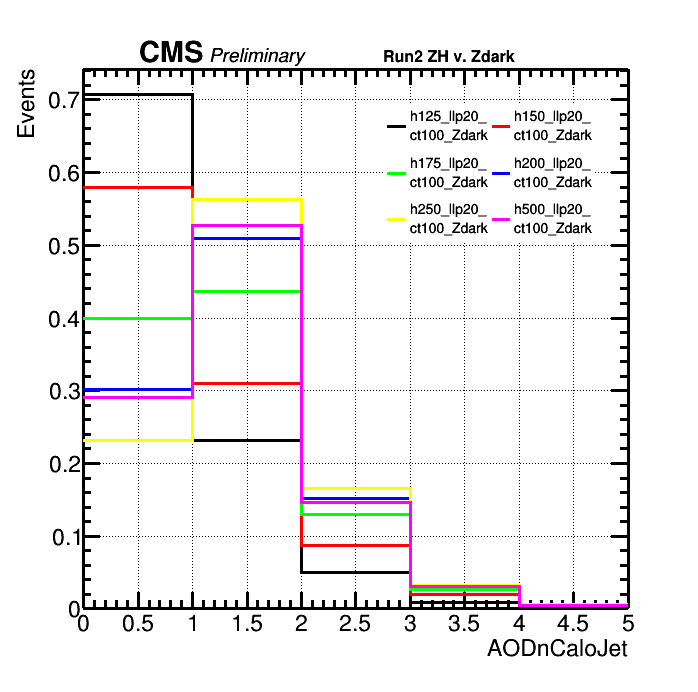 CMS Preliminary Run2 ZH v. Zdark
Events
h125_llp20_
ct100_Zdark
h150_llp20_
ct100_Zdark
h175_llp20_
ct100_Zdark
h200_llp20_
ct100_Zdark
h250_llp20_
ct100_Zdark
h500_llp20_
ct100_Zdark
0.7
0.6
0.5
0.4
0.3
0.2
0.1
0
0 0.5 1 1.5 2 2.5 3 3.5 4 4.5 5
AODnCaloJet